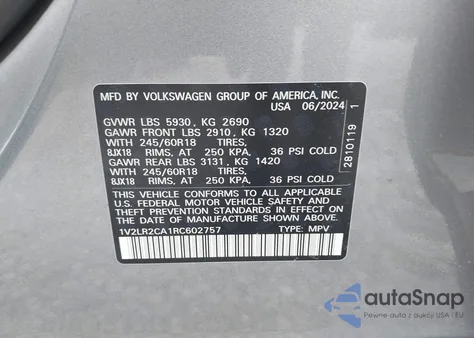 MFD BY VOLKSWAGEN GROUP OF AMERICA, INC.
USA 06/2024
GVWR LBS 5930, KG 2690
GAWR FRONT LBS 2910, KG 1320
WITH 245/60R18 TIRES,
8JX18 RIMS, AT 250 KPA, 36 PSI COLD
GAWR REAR LBS 3131, KG 1420
WITH 245/60R18 TIRES,
8JX18 RIMS, AT 250 KPA, 36 PSI COLD
THIS VEHICLE CONFORMS TO ALL APPLICABLE
U.S. FEDERAL MOTOR VEHICLE SAFETY AND
THEFT PREVENTION STANDARDS IN EFFECT ON
THE DATE OF MANUFACTURE SHOWN ABOVE.
1V2LR2CA1RC602757 TYPE: MPV
2810119 1
autoSnap
Pewne auta z aukcji USA i EU